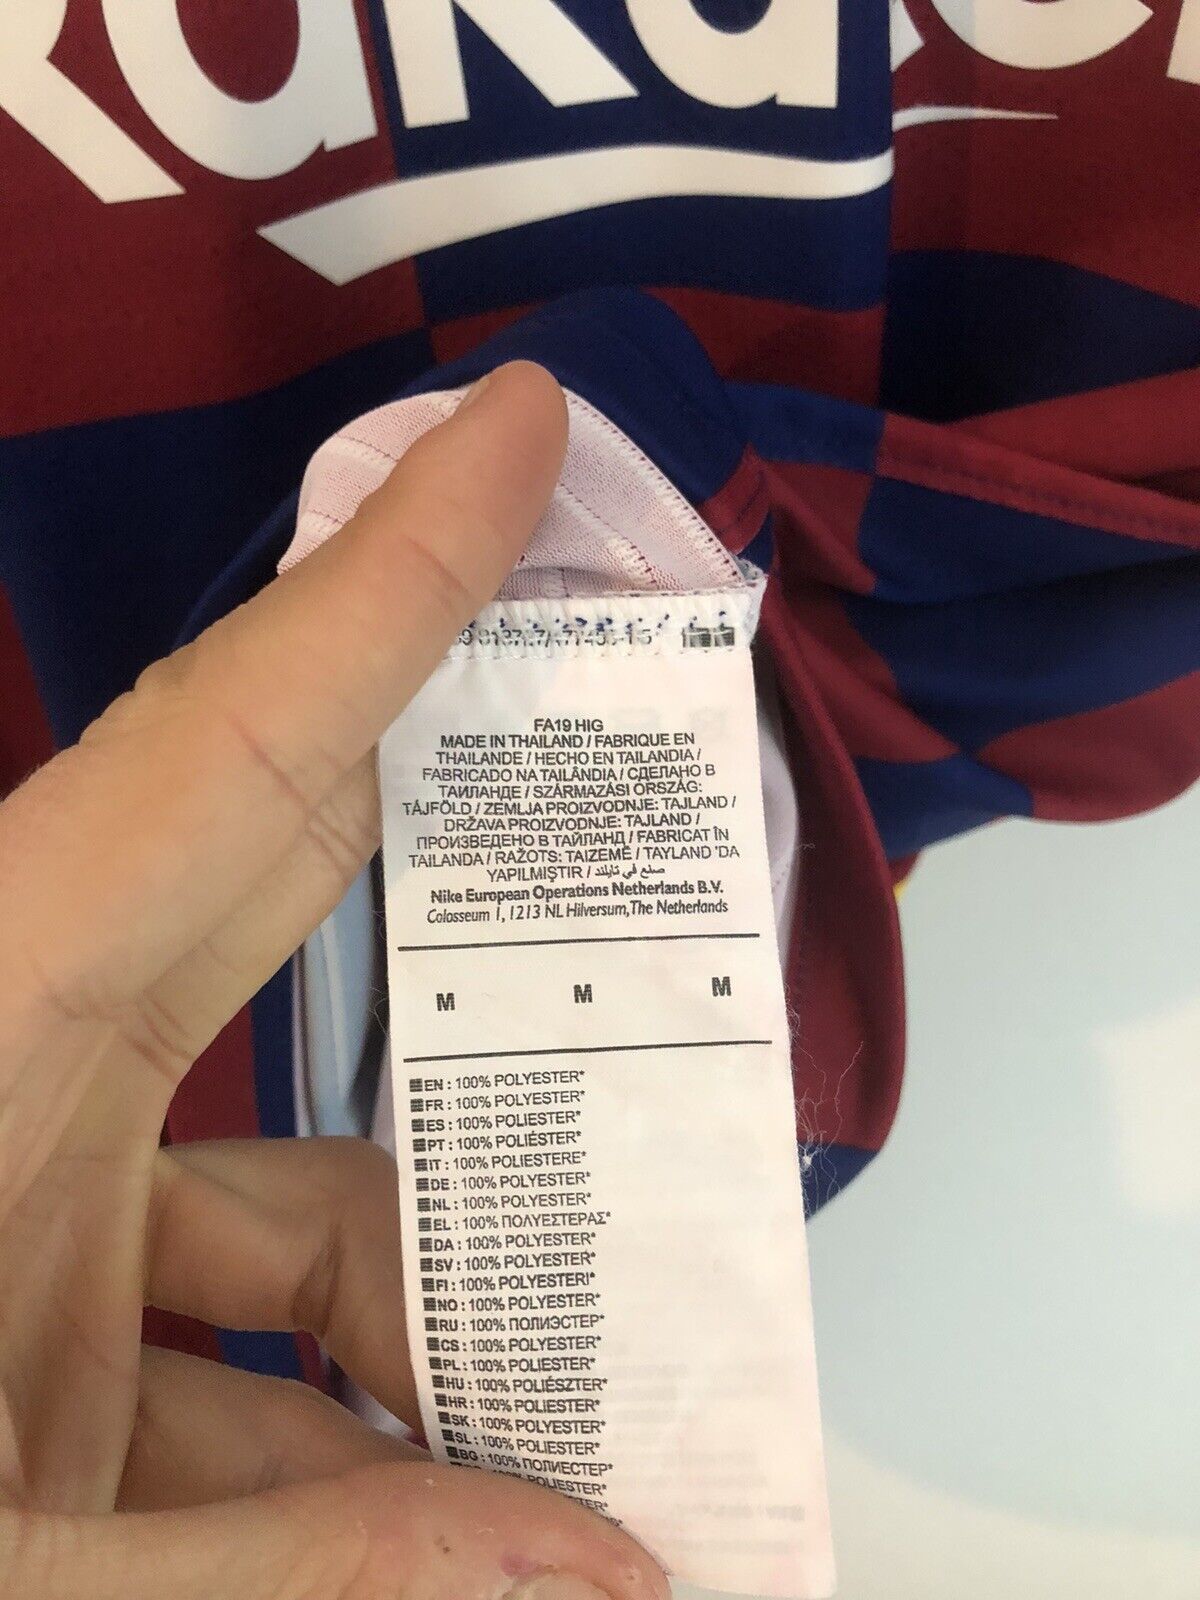 Rakuten
FA19 HIG
MADE IN THAILAND / FABRIQUE EN
THAILANDE / HECHO EN TAILANDIA /
FABRICADO NA TAILÂNDIA / СДЕЛАНО В
ТАИЛАНДЕ / SZÁRMAZÁSI ORSZÁG:
TÁJFÖLD / ZEMLJA PROIZVODNJE: TAJLAND /
DRŽAVA PROIZVODNJE: TAJLAND /
ПРОИЗВЕДЕНО В ТАЙЛАНД / FABRICAT ÎN
TAILANDA / RAŽOTS: TAIZEMĒ / TAYLAND 'DA
YAPILMIŞTIR / صنع في تايلند
Nike European Operations Netherlands B.V.
Colosseum 1, 1213 NL Hilversum, The Netherlands
M M M
EN : 100% POLYESTER*
FR : 100% POLYESTER*
ES : 100% POLIESTER*
PT : 100% POLIÉSTER*
IT : 100% POLIESTERE*
DE : 100% POLYESTER*
NL : 100% POLYESTER*
EL : 100% ΠΟΛΥΕΣΤΕΡΑΣ*
DA : 100% POLYESTER*
SV : 100% POLYESTER*
FI : 100% POLYESTERI*
NO : 100% POLYESTER*
RU : 100% ПОЛИЭСТЕР*
CS : 100% POLYESTER*
PL : 100% POLIESTER*
HU : 100% POLIÉSZTER*
HR : 100% POLIESTER*
SK : 100% POLYESTER*
SL : 100% POLIESTER*
BG : 100% ПОЛИЕСТЕР*
100% POLIESTER*